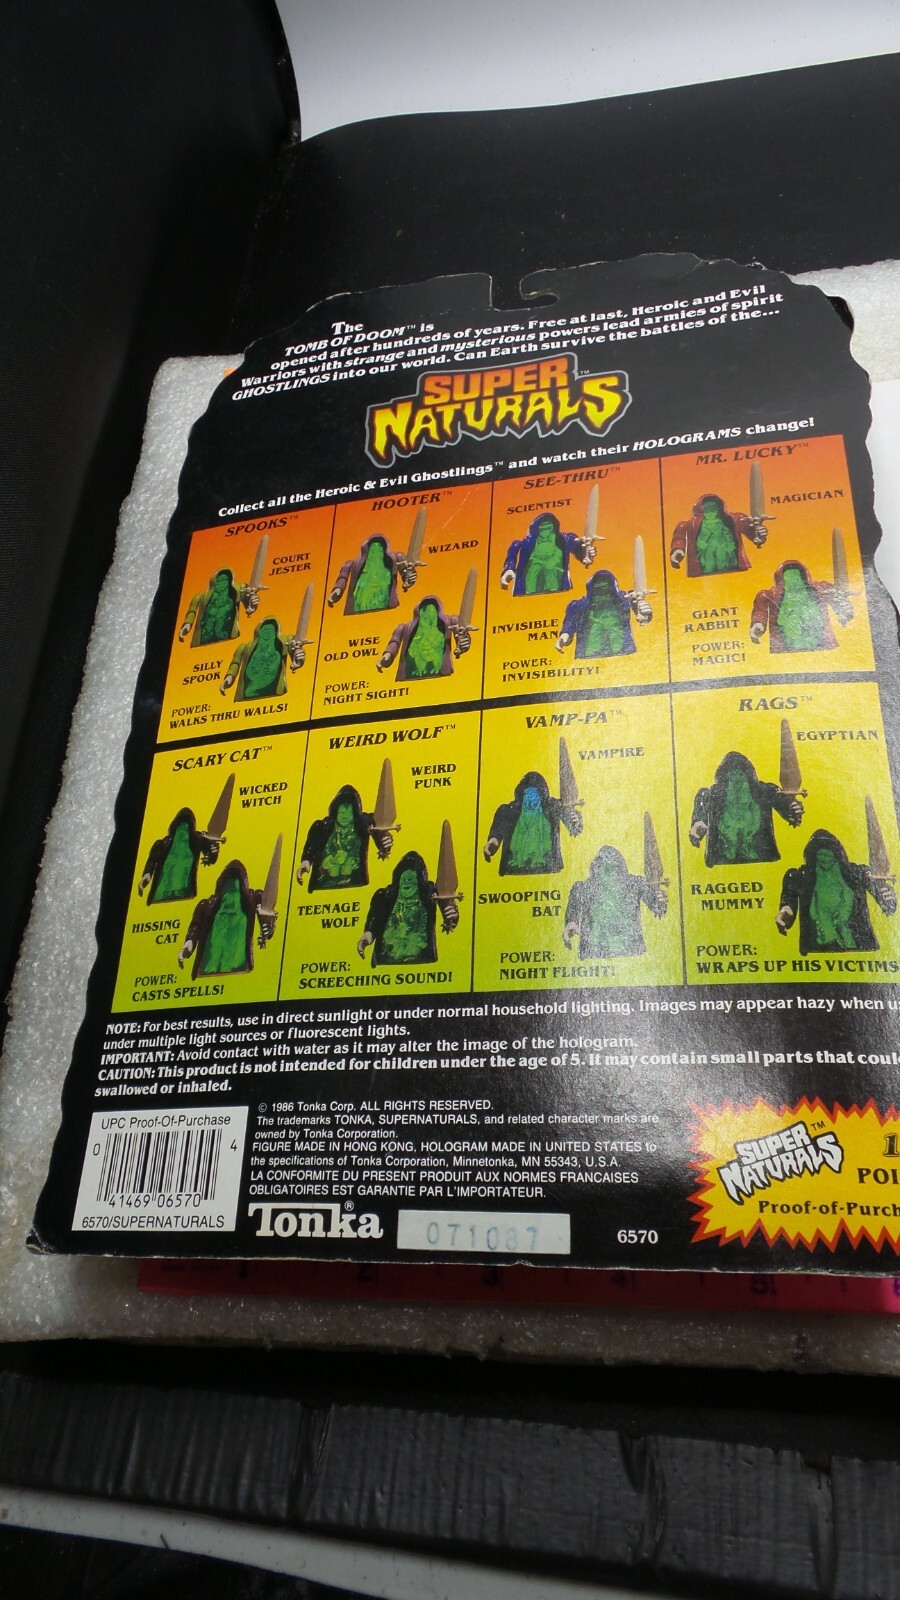 The
TOMB OF DOOM™ is
opened after hundreds of years. Free at last, Heroic and Evil
Warriors with strange and mysterious powers lead armies of spirit
GHOSTLINGS into our world. Can Earth survive the battles of the...
SUPER
NATURALS™
Collect all the Heroic & Evil Ghostlings™ and watch their HOLOGRAMS change!
SPOOKS™
COURT
JESTER
SILLY
SPOOK
POWER:
WALKS THRU WALLS!
HOOTER™
WIZARD
WISE
OLD OWL
POWER:
NIGHT SIGHT!
SEE-THRU™
SCIENTIST
INVISIBLE
MAN
POWER:
INVISIBILITY!
MR. LUCKY™
MAGICIAN
GIANT
RABBIT
POWER:
MAGIC!
SCARY CAT™
WICKED
WITCH
HISSING
CAT
POWER:
CASTS SPELLS!
WEIRD WOLF™
WEIRD
PUNK
TEENAGE
WOLF
POWER:
SCREECHING SOUND!
VAMP-PA™
VAMPIRE
SWOOPING
BAT
POWER:
NIGHT FLIGHT!
RAGS™
EGYPTIAN
RAGGED
MUMMY
POWER:
WRAPS UP HIS VICTIMS
NOTE: For best results, use in direct sunlight or under normal household lighting. Images may appear hazy when u
under multiple light sources or fluorescent lights.
IMPORTANT: Avoid contact with water as it may alter the image of the hologram.
CAUTION: This product is not intended for children under the age of 5. It may contain small parts that coul
swallowed or inhaled.
UPC Proof-Of-Purchase
0 41469 06570 4
6570/SUPERNATURALS
© 1986 Tonka Corp. ALL RIGHTS RESERVED.
The trademarks TONKA, SUPERNATURALS, and related character marks are
owned by Tonka Corporation.
FIGURE MADE IN HONG KONG, HOLOGRAM MADE IN UNITED STATES to
the specifications of Tonka Corporation, Minnetonka, MN 55343, U.S.A.
LA CONFORMITE DU PRESENT PRODUIT AUX NORMES FRANCAISES
OBLIGATOIRES EST GARANTIE PAR L'IMPORTATEUR.
Tonka®
071087
6570
SUPER™
NATURALS
1
POI
Proof-of-Purch
2 3 4 5